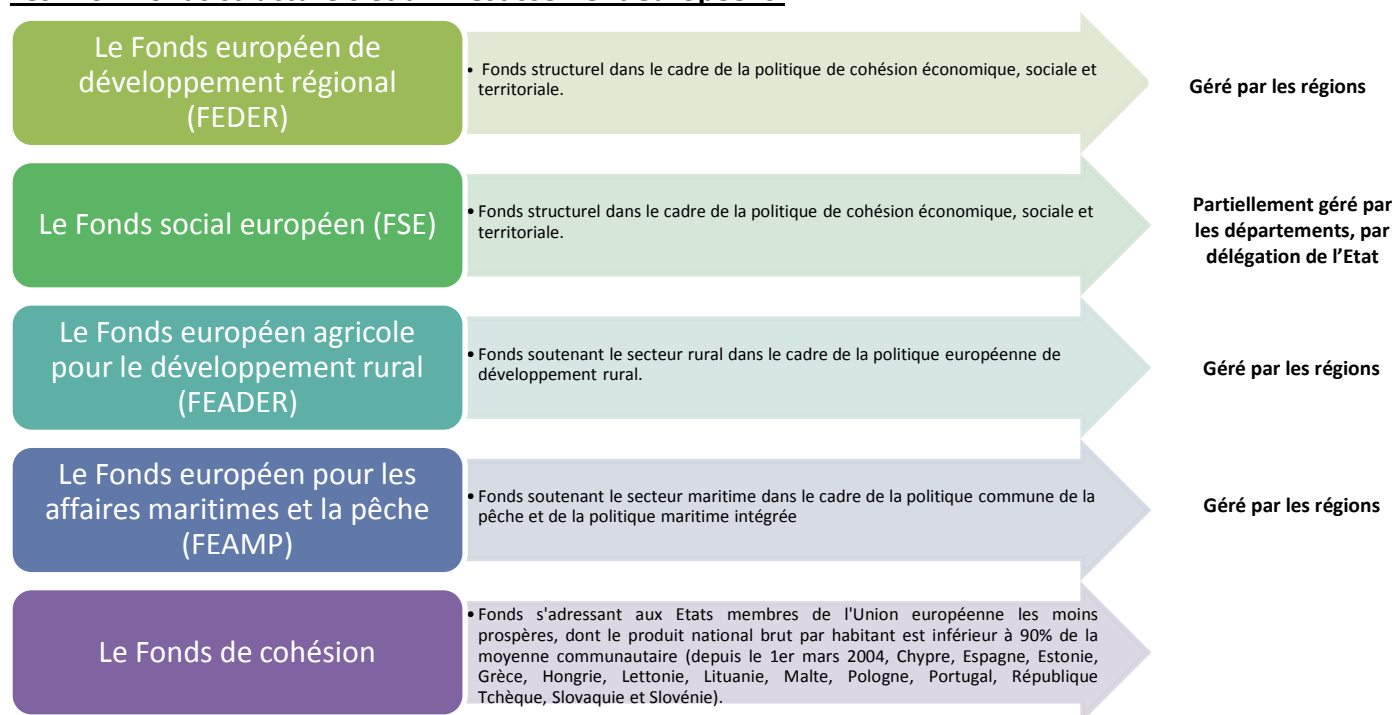 Le Fonds européen de
développement régional
(FEDER)
• Fonds structurel dans le cadre de la politique de cohésion économique, sociale et
territoriale.
Géré par les régions
Le Fonds social européen (FSE)
• Fonds structurel dans le cadre de la politique de cohésion économique, sociale et
territoriale.
Partiellement géré par
les départements, par
délégation de l’Etat
Le Fonds européen agricole
pour le développement rural
(FEADER)
• Fonds soutenant le secteur rural dans le cadre de la politique européenne de
développement rural.
Géré par les régions
Le Fonds européen pour les
affaires maritimes et la pêche
(FEAMP)
• Fonds soutenant le secteur maritime dans le cadre de la politique commune de la
pêche et de la politique maritime intégrée
Géré par les régions
Le Fonds de cohésion
• Fonds s'adressant aux Etats membres de l'Union européenne les moins
prospères, dont le produit national brut par habitant est inférieur à 90% de la
moyenne communautaire (depuis le 1er mars 2004, Chypre, Espagne, Estonie,
Grèce, Hongrie, Lettonie, Lituanie, Malte, Pologne, Portugal, République
Tchèque, Slovaquie et Slovénie).